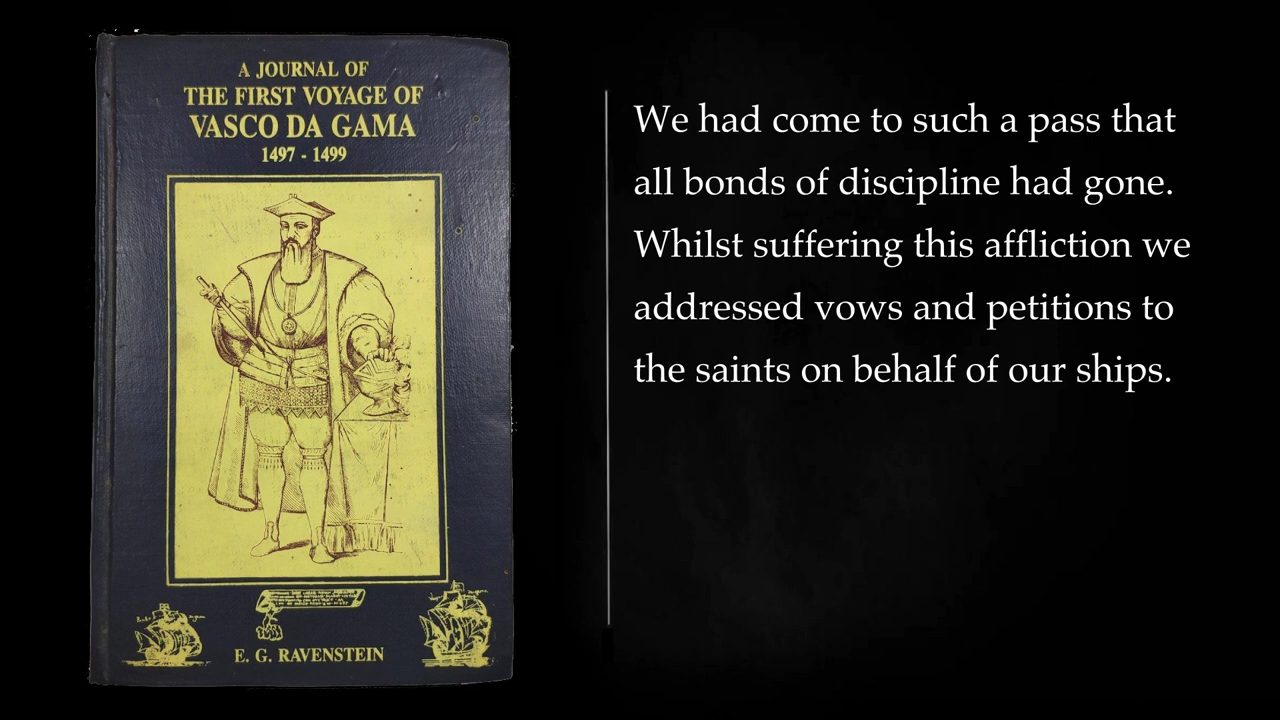 A JOURNAL OF
THE FIRST VOYAGE OF
VASCO DA GAMA
1497 - 1499
E. G. RAVENSTEIN
We had come to such a pass that
all bonds of discipline had gone.
Whilst suffering this affliction we
addressed vows and petitions to
the saints on behalf of our ships.